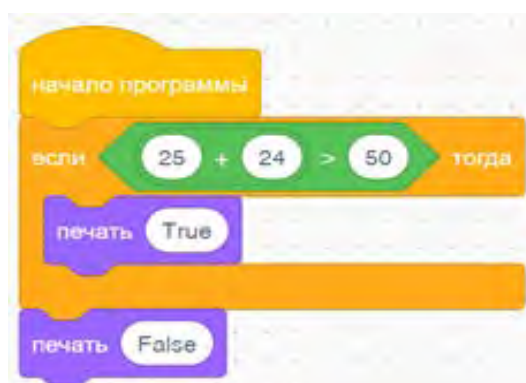 начало программы
если 25 + 24 > 50 тогда
печать True
печать False